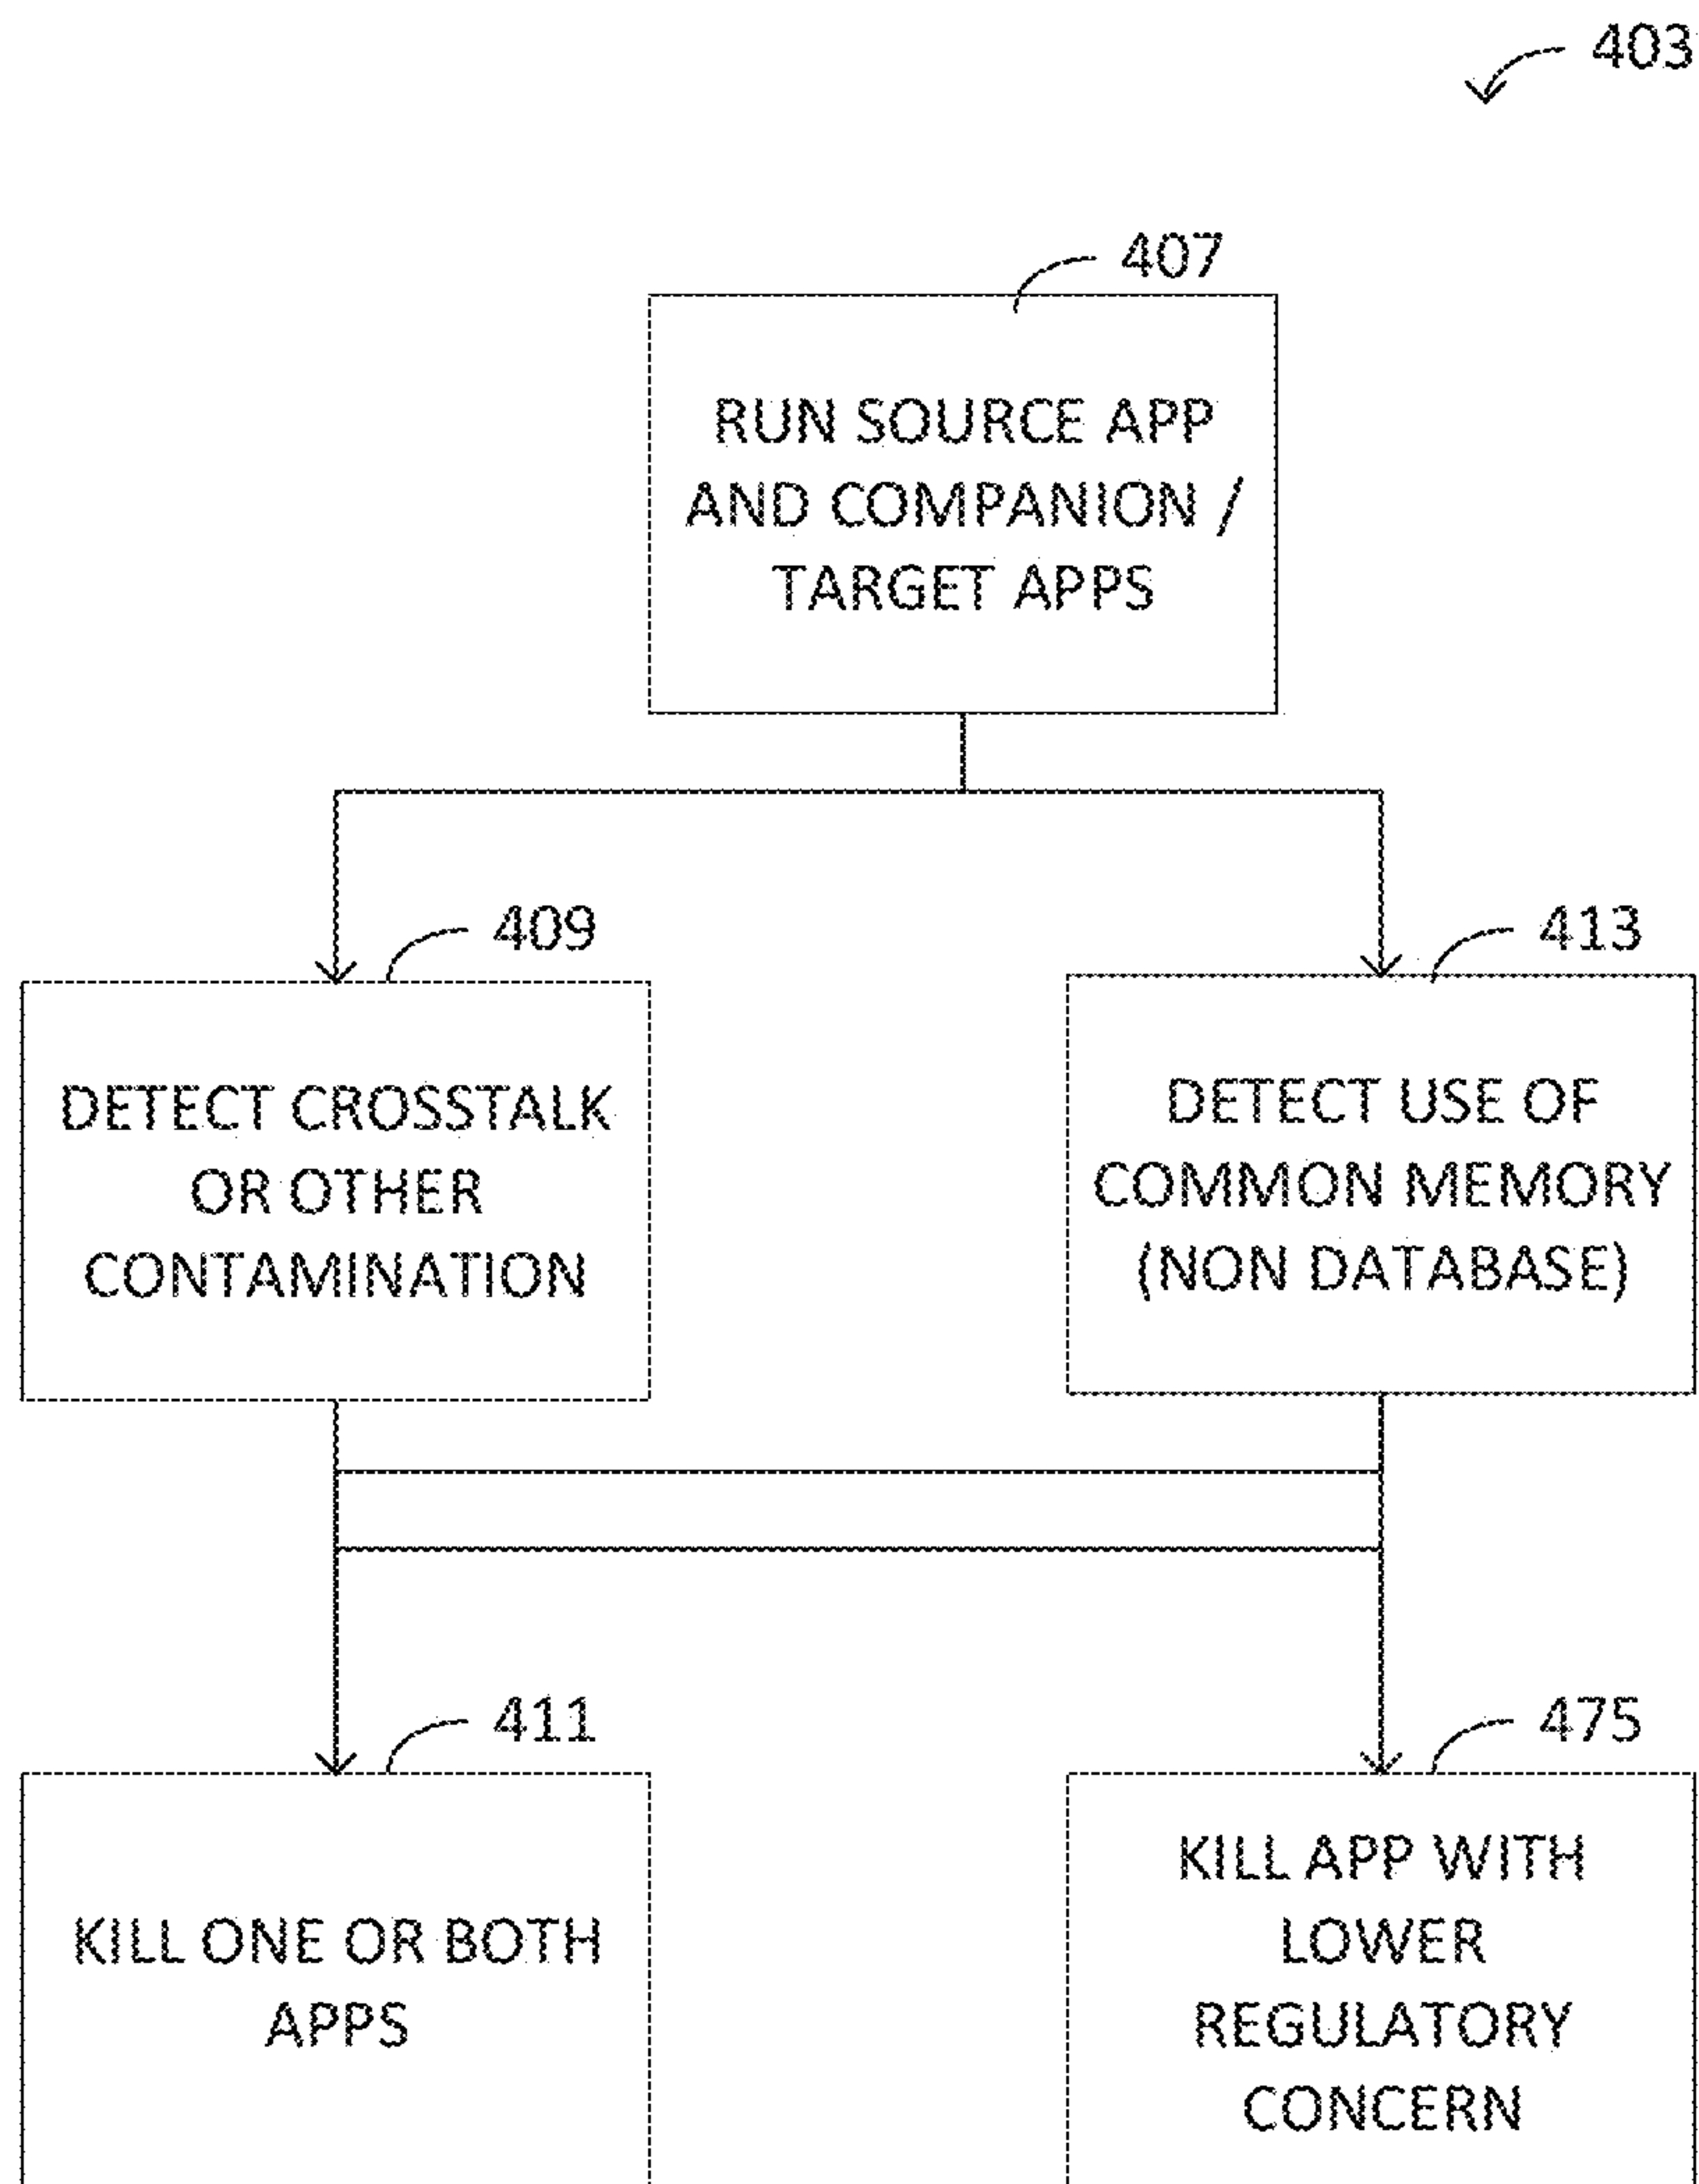 403
407
RUN SOURCE APP
AND COMPANION /
TARGET APPS
409
413
DETECT CROSSTALK
OR OTHER
CONTAMINATION
DETECT USE OF
COMMON MEMORY
(NON DATABASE)
411
475
KILL ONE OR BOTH
APPS
KILL APP WITH
LOWER
REGULATORY
CONCERN